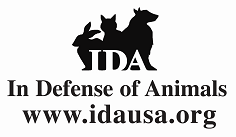 IDA
In Defense of Animals
www.idausa.org